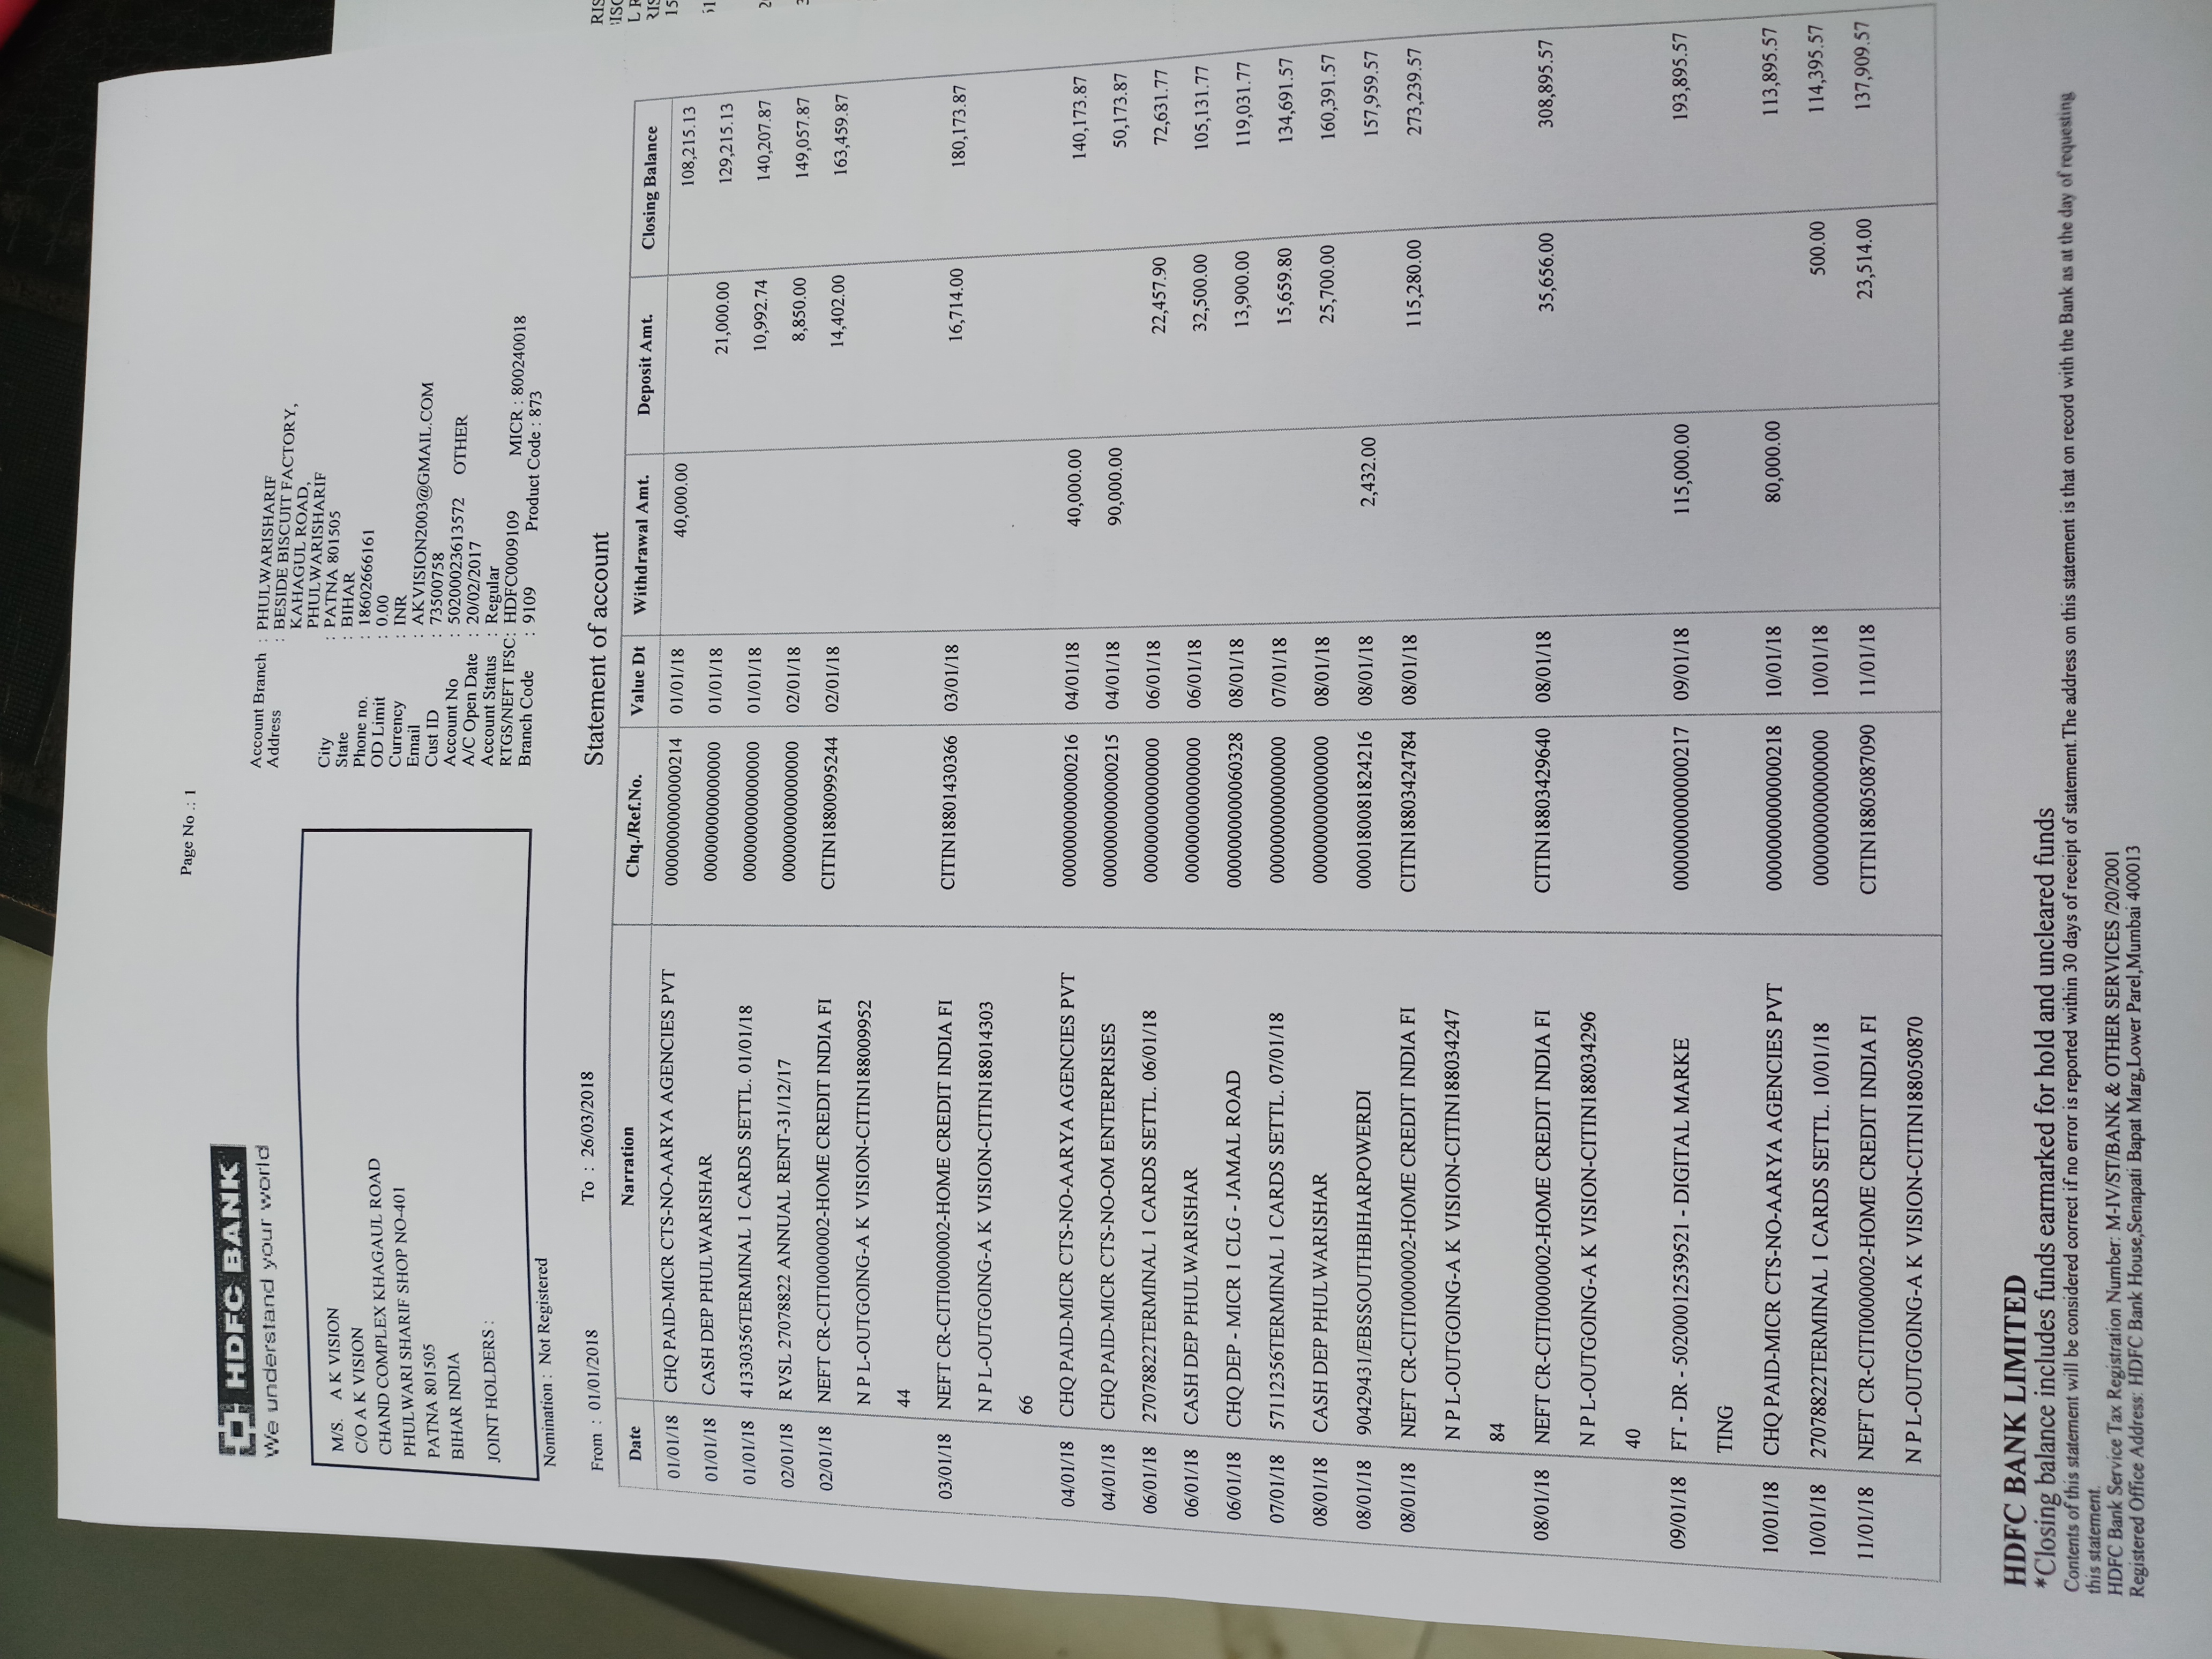 Page No .: 1
HDFC BANK
We understand your world
M/S. A K VISION
C/O A K VISION
CHAND COMPLEX KHAGAUL ROAD
PHULWARI SHARIF SHOP NO-401
PATNA 801505
BIHAR INDIA
JOINT HOLDERS :
Nomination : Not Registered
Account Branch : PHULWARISHARIF
Address : BESIDE BISCUIT FACTORY,
KAHAGUL ROAD,
PHULWARISHARIF
City : PATNA 801505
State : BIHAR
Phone no. : 18602666161
OD Limit : 0.00
Currency : INR
Email : AKVISION2003@GMAIL.COM
Cust ID : 73500758
Account No : 50200023613572 OTHER
A/C Open Date : 20/02/2017
Account Status : Regular
RTGS/NEFT IFSC: HDFC0009109 MICR : 800240018
Branch Code : 9109 Product Code : 873
From : 01/01/2018 To : 26/03/2018 Statement of account
Date Narration Chq./Ref.No. Value Dt Withdrawal Amt. Deposit Amt. Closing Balance
01/01/18 CHQ PAID-MICR CTS-NO-AARYA AGENCIES PVT 0000000000000214 01/01/18 40,000.00 108,215.13
01/01/18 CASH DEP PHULWARISHAR 000000000000000 01/01/18 21,000.00 129,215.13
01/01/18 41330356TERMINAL 1 CARDS SETTL. 01/01/18 000000000000000 01/01/18 10,992.74 140,207.87
02/01/18 RVSL 27078822 ANNUAL RENT-31/12/17 000000000000000 02/01/18 8,850.00 149,057.87
02/01/18 NEFT CR-CITI0000002-HOME CREDIT INDIA FI CITIN18800995244 02/01/18 14,402.00 163,459.87
N P L-OUTGOING-A K VISION-CITIN188009952
44
03/01/18 NEFT CR-CITI0000002-HOME CREDIT INDIA FI CITIN18801430366 03/01/18 16,714.00 180,173.87
N P L-OUTGOING-A K VISION-CITIN188014303
66
04/01/18 CHQ PAID-MICR CTS-NO-AARYA AGENCIES PVT 0000000000000216 04/01/18 40,000.00 140,173.87
04/01/18 CHQ PAID-MICR CTS-NO-OM ENTERPRISES 0000000000000215 04/01/18 90,000.00 50,173.87
06/01/18 27078822TERMINAL 1 CARDS SETTL. 06/01/18 000000000000000 06/01/18 22,457.90 72,631.77
06/01/18 CASH DEP PHULWARISHAR 000000000000000 06/01/18 32,500.00 105,131.77
06/01/18 CHQ DEP - MICR 1 CLG - JAMAL ROAD 0000000000060328 08/01/18 13,900.00 119,031.77
07/01/18 57112356TERMINAL 1 CARDS SETTL. 07/01/18 000000000000000 07/01/18 15,659.80 134,691.57
08/01/18 CASH DEP PHULWARISHAR 000000000000000 08/01/18 25,700.00 160,391.57
08/01/18 90429431/EBSSOUTHBIHARPOWERDI 0000180081824216 08/01/18 2,432.00 157,959.57
08/01/18 NEFT CR-CITI0000002-HOME CREDIT INDIA FI CITIN18803424784 08/01/18 115,280.00 273,239.57
N P L-OUTGOING-A K VISION-CITIN188034247
84
08/01/18 NEFT CR-CITI0000002-HOME CREDIT INDIA FI CITIN18803429640 08/01/18 35,656.00 308,895.57
N P L-OUTGOING-A K VISION-CITIN188034296
40
09/01/18 FT - DR - 50200012539521 - DIGITAL MARKE 0000000000000217 09/01/18 115,000.00 193,895.57
TING
10/01/18 CHQ PAID-MICR CTS-NO-AARYA AGENCIES PVT 0000000000000218 10/01/18 80,000.00 113,895.57
10/01/18 27078822TERMINAL 1 CARDS SETTL. 10/01/18 000000000000000 10/01/18 500.00 114,395.57
11/01/18 NEFT CR-CITI0000002-HOME CREDIT INDIA FI CITIN18805087090 11/01/18 23,514.00 137,909.57
N P L-OUTGOING-A K VISION-CITIN188050870
HDFC BANK LIMITED
*Closing balance includes funds earmarked for hold and uncleared funds
Contents of this statement will be considered correct if no error is reported within 30 days of receipt of statement.The address on this statement is that on record with the Bank as at the day of requesting
this statement.
HDFC Bank Service Tax Registration Number: M-IV/ST/BANK & OTHER SERVICES /20/2001
Registered Office Address: HDFC Bank House,Senapati Bapat Marg,Lower Parel,Mumbai 400013